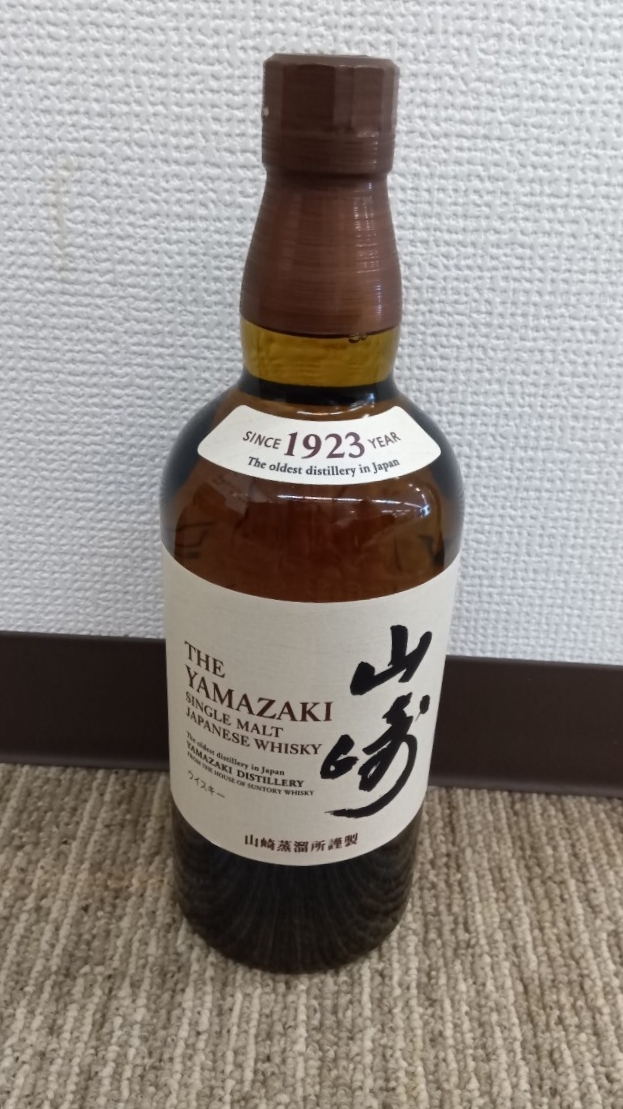 SINCE 1923 YEAR
The oldest distillery in Japan
THE
YAMAZAKI
SINGLE MALT
JAPANESE WHISKY
The oldest distillery in Japan
YAMAZAKI DISTILLERY
FROM THE HOUSE OF SUNTORY WHISKY
ウイスキー
山崎
山崎蒸溜所謹製